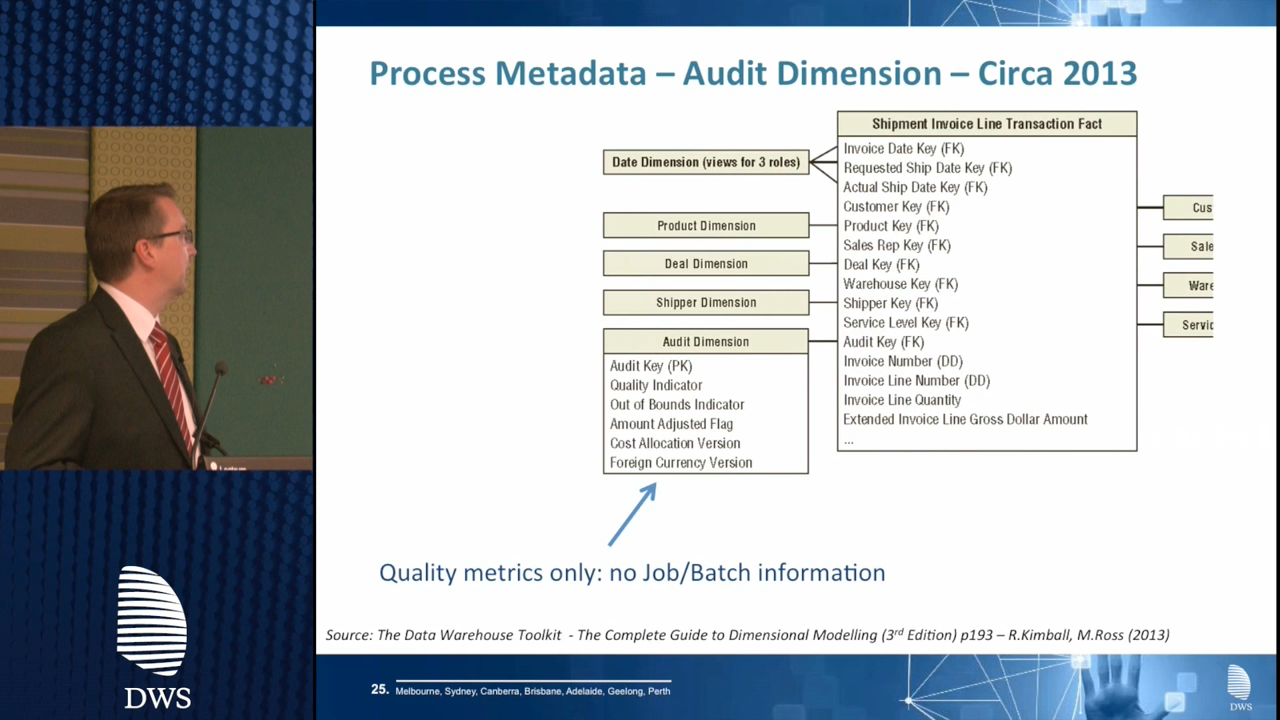 Process Metadata – Audit Dimension – Circa 2013
Shipment Invoice Line Transaction Fact
Invoice Date Key (FK)
Requested Ship Date Key (FK)
Actual Ship Date Key (FK)
Customer Key (FK)
Product Key (FK)
Sales Rep Key (FK)
Deal Key (FK)
Warehouse Key (FK)
Shipper Key (FK)
Service Level Key (FK)
Audit Key (FK)
Invoice Number (DD)
Invoice Line Number (DD)
Invoice Line Quantity
Extended Invoice Line Gross Dollar Amount
...
Date Dimension (views for 3 roles)
Product Dimension
Deal Dimension
Shipper Dimension
Audit Dimension
Audit Key (PK)
Quality Indicator
Out of Bounds Indicator
Amount Adjusted Flag
Cost Allocation Version
Foreign Currency Version
Cus
Sale
Ware
Servic
Quality metrics only: no Job/Batch information
Source: The Data Warehouse Toolkit - The Complete Guide to Dimensional Modelling (3rd Edition) p193 – R.Kimball, M.Ross (2013)
25. Melbourne, Sydney, Canberra, Brisbane, Adelaide, Geelong, Perth
DWS
DWS